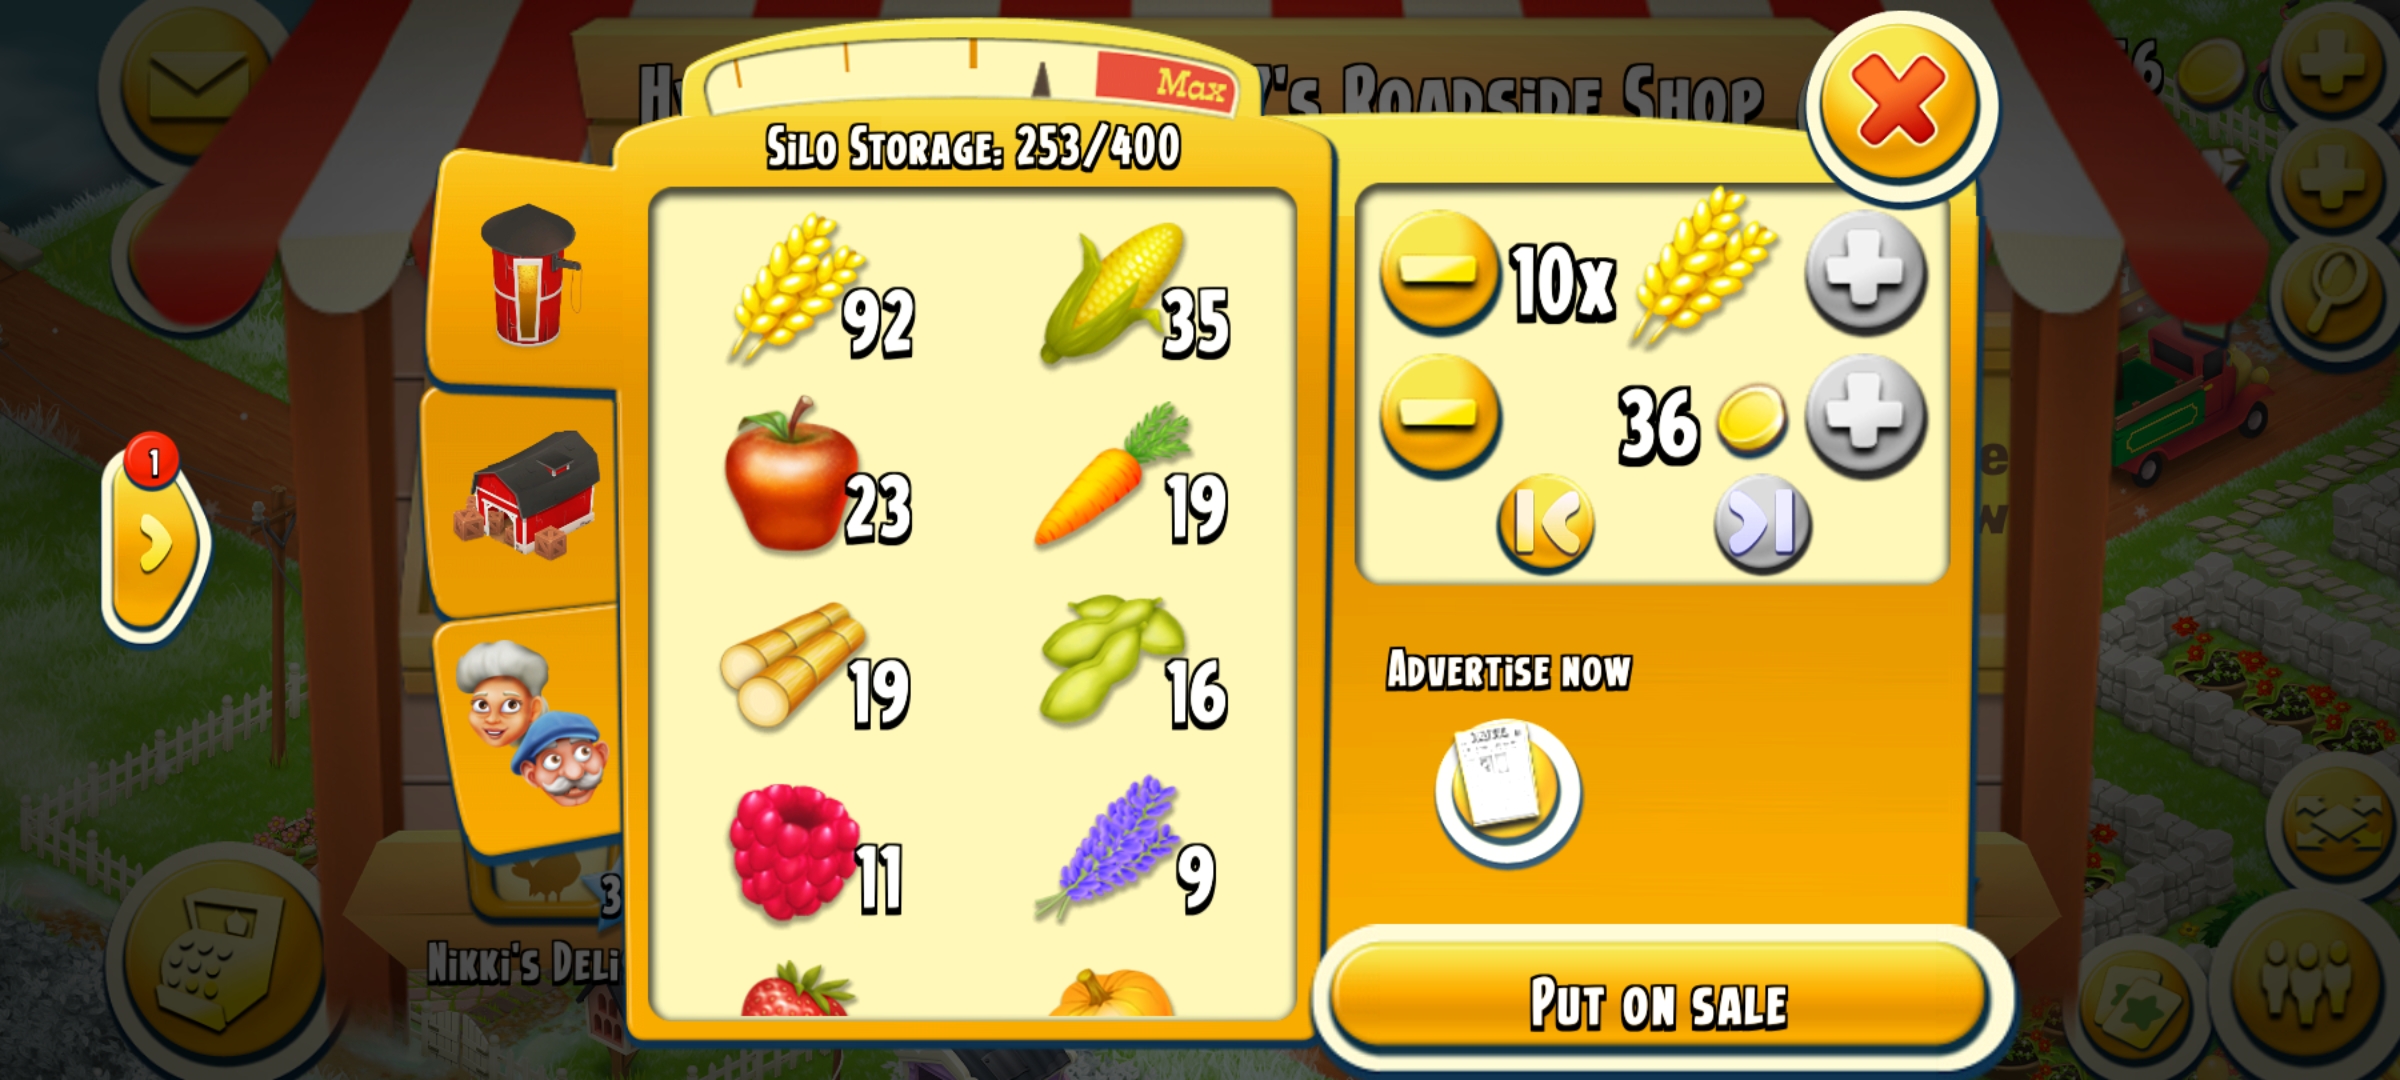 Max
'S ROADSIDE SHOP
SILO STORAGE: 253/400
92
35
10x
23
19
36
1
19
16
ADVERTISE NOW
11
9
3
NIKKI'S DELI
PUT ON SALE